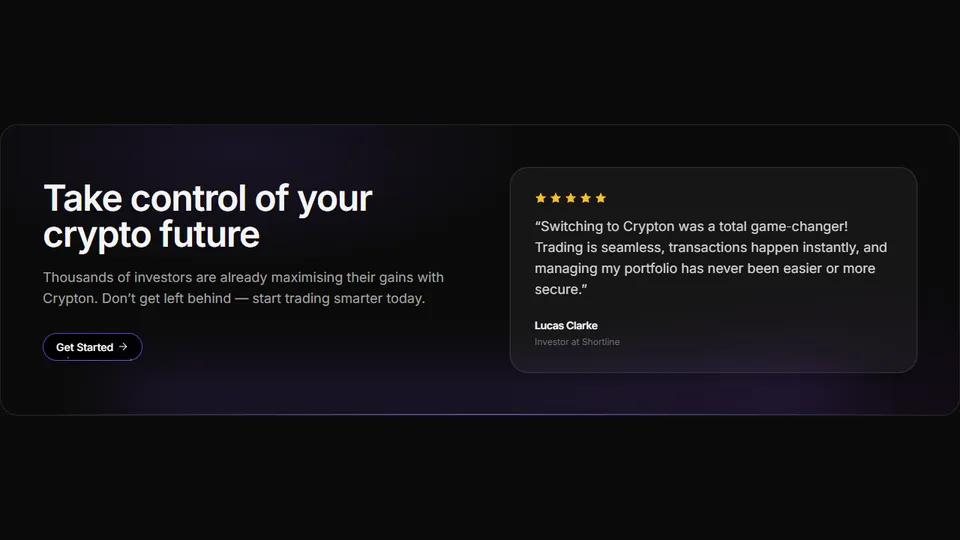 Take control of your
crypto future
Thousands of investors are already maximising their gains with
Crypton. Don’t get left behind — start trading smarter today.
Get Started →
“Switching to Crypton was a total game-changer!
Trading is seamless, transactions happen instantly, and
managing my portfolio has never been easier or more
secure.”
Lucas Clarke
Investor at Shortline